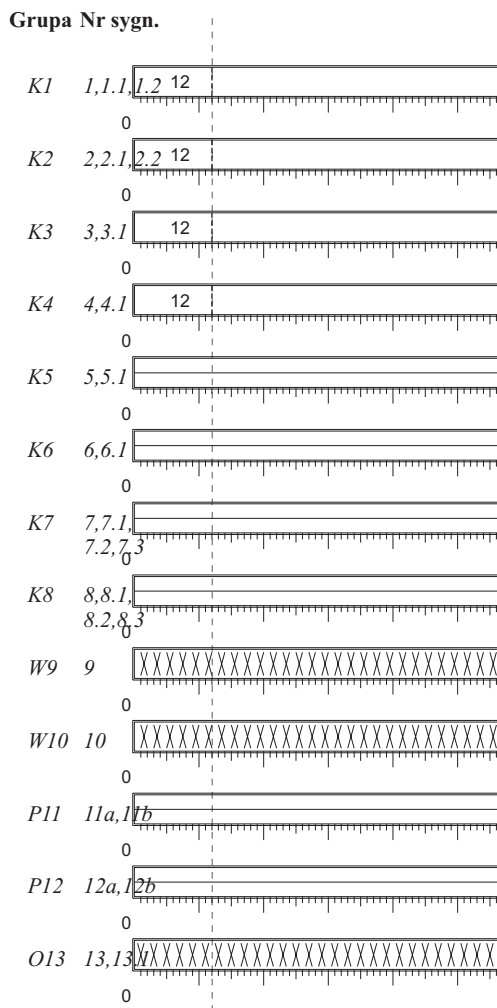 Grupa Nr sygn.
K1 1,1.1,1.2 12
0
K2 2,2.1,2.2 12
0
K3 3,3.1 12
0
K4 4,4.1 12
0
K5 5,5.1
0
K6 6,6.1
0
K7 7,7.1,
7.2,7.3
0
K8 8,8.1,
8.2,8.3
0
W9 9
0
W10 10
0
P11 11a,11b
0
P12 12a,12b
0
O13 13,13.1
0